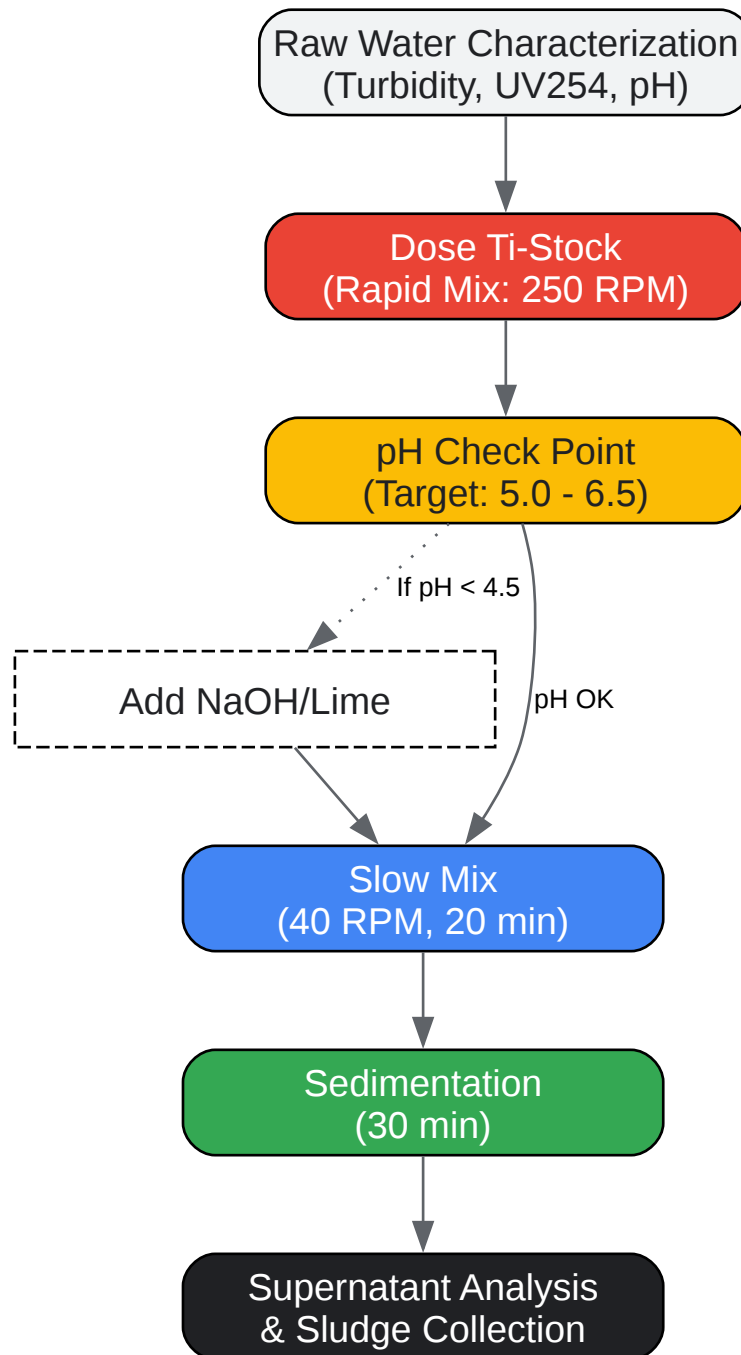 Raw Water Characterization
(Turbidity, UV254, pH)
Dose Ti-Stock
(Rapid Mix: 250 RPM)
pH Check Point
(Target: 5.0 - 6.5)
If pH < 4.5
Add NaOH/Lime
pH OK
Slow Mix
(40 RPM, 20 min)
Sedimentation
(30 min)
Supernatant Analysis
& Sludge Collection